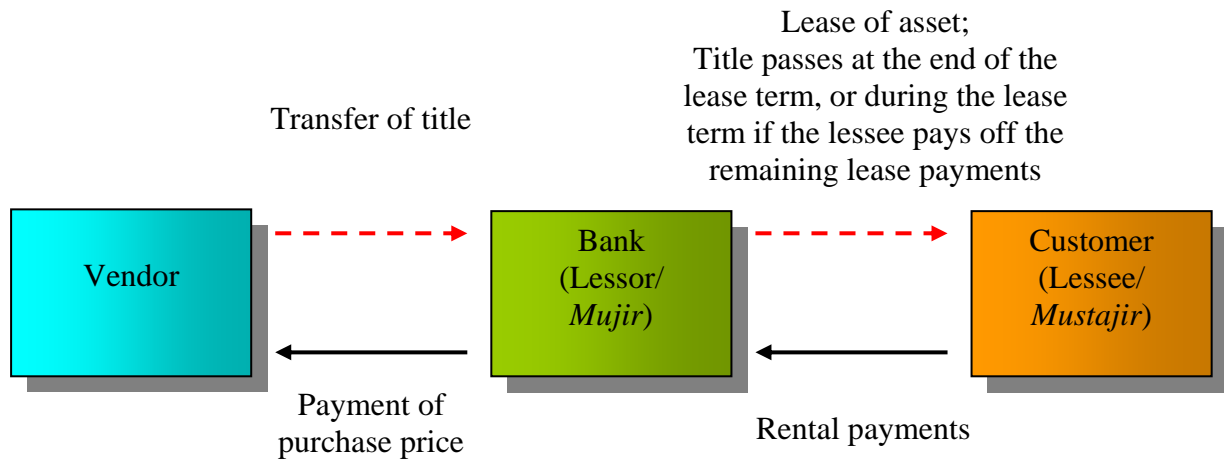 Lease of asset;
Title passes at the end of the
lease term, or during the lease
term if the lessee pays off the
remaining lease payments
Transfer of title
Vendor
Bank
(Lessor/
Mujir)
Customer
(Lessee/
Mustajir)
Payment of
purchase price
Rental payments